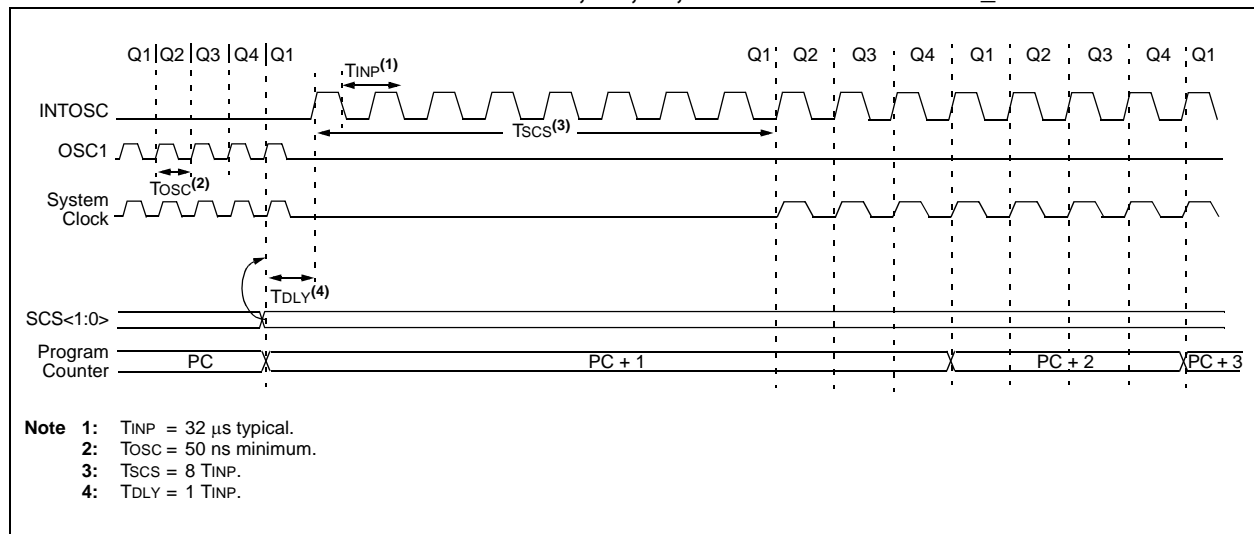 Q1 Q2 Q3 Q4 Q1 Q1 Q2 Q3 Q4 Q1 Q2 Q3 Q4 Q1
TINP(1)
INTOSC
TSCS(3)
OSC1
TOSC(2)
System
Clock
TDLY(4)
SCS<1:0>
Program
Counter
PC PC + 1 PC + 2 PC + 3
Note 1: TINP = 32 μs typical.
2: TOSC = 50 ns minimum.
3: TSCS = 8 TINP.
4: TDLY = 1 TINP.